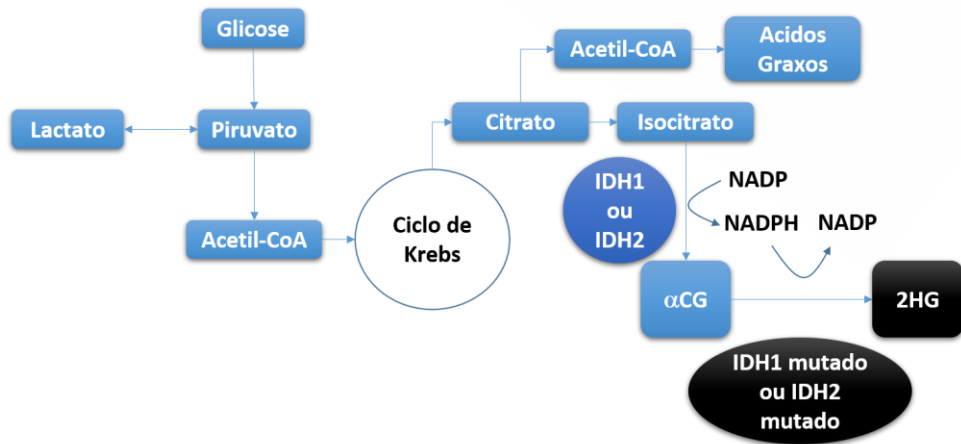 Glicose
Acetil-CoA
Acidos
Graxos
Lactato
Piruvato
Citrato
Isocitrato
IDH1
ou
IDH2
NADP
NADPH
NADP
Acetil-CoA
Ciclo de
Krebs
αCG
2HG
IDH1 mutado
ou IDH2
mutado